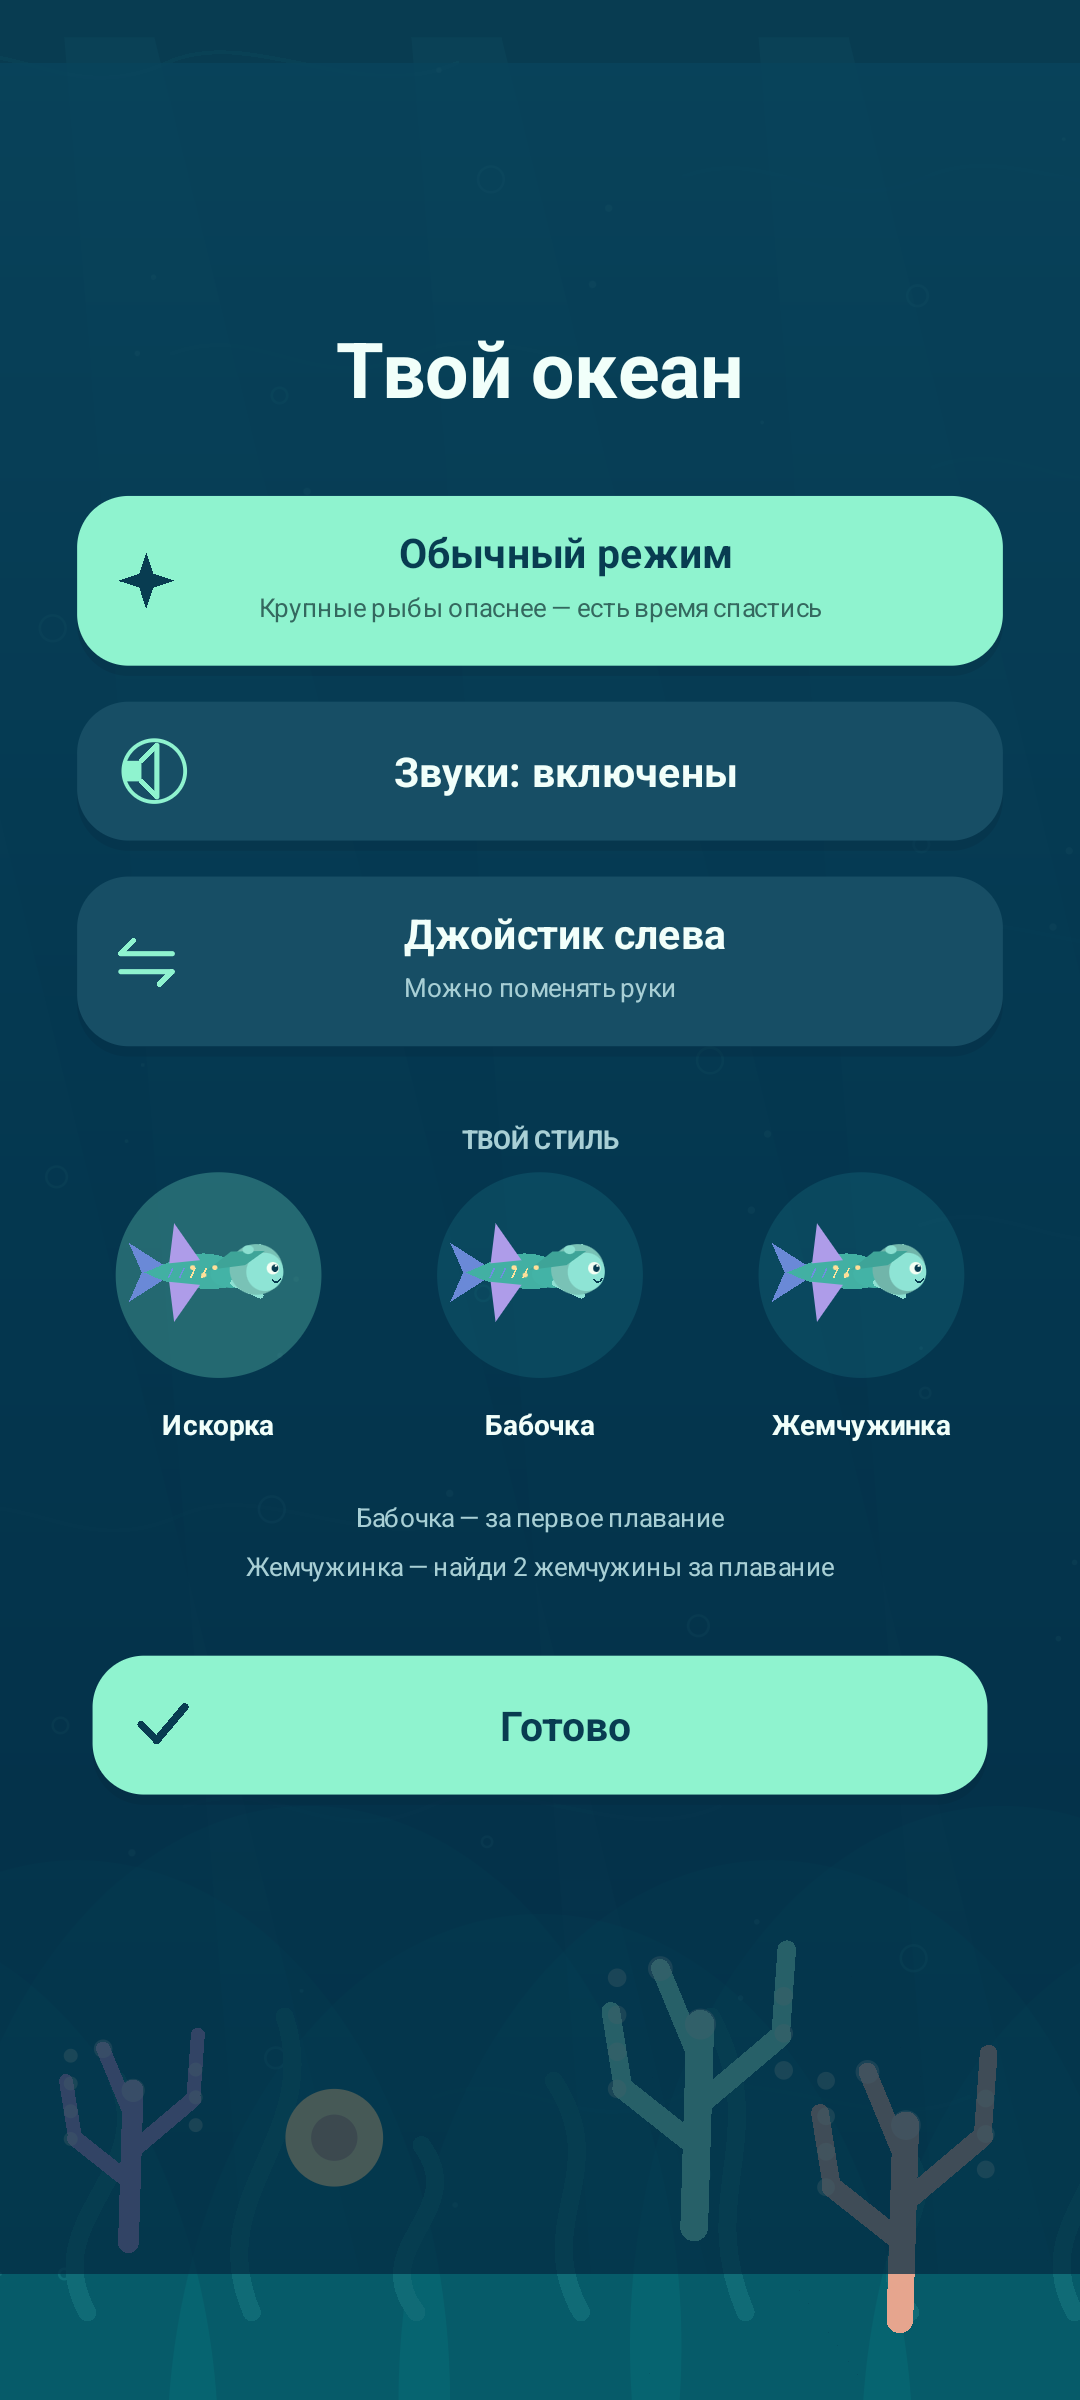 Твой океан
Обычный режим
Крупные рыбы опаснее — есть время спастись
Звуки: включены
Джойстик слева
Можно поменять руки
ТВОЙ СТИЛЬ
Искорка
Бабочка
Жемчужинка
Бабочка — за первое плавание
Жемчужинка — найди 2 жемчужины за плавание
Готово